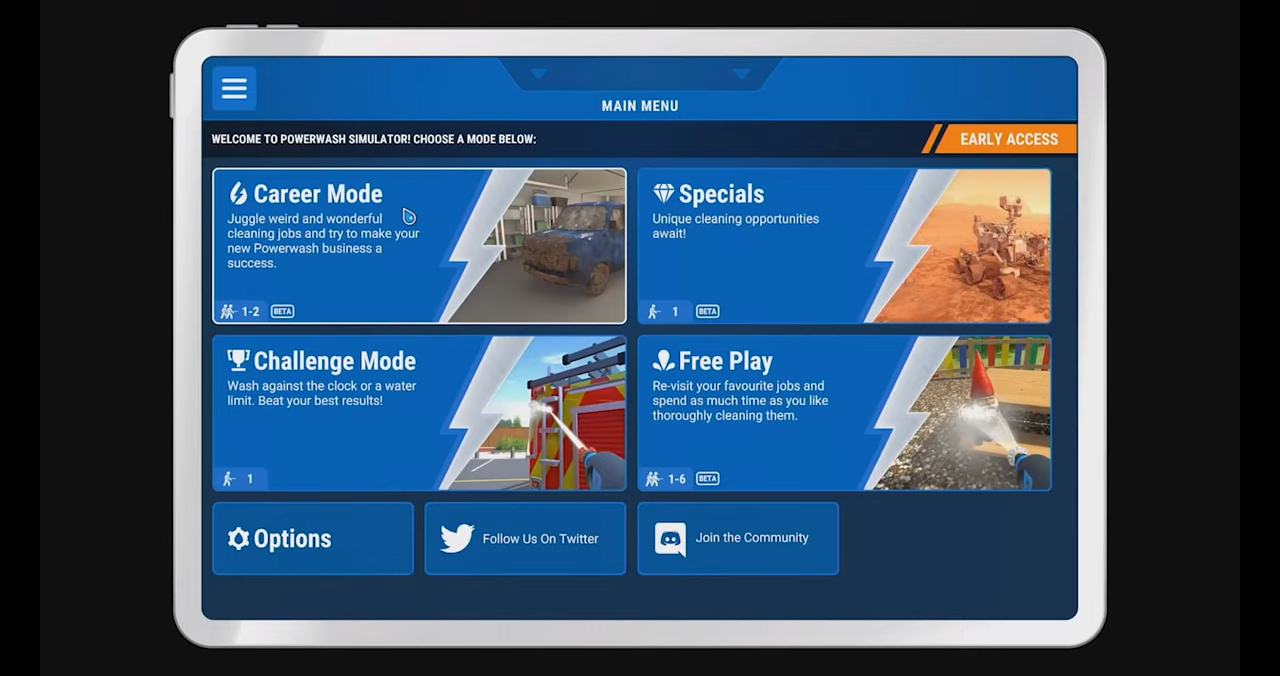 MAIN MENU
WELCOME TO POWERWASH SIMULATOR! CHOOSE A MODE BELOW:
EARLY ACCESS
Career Mode
Juggle weird and wonderful
cleaning jobs and try to make your
new Powerwash business a
success.
1-2 BETA
Specials
Unique cleaning opportunities
await!
1 BETA
Challenge Mode
Wash against the clock or a water
limit. Beat your best results!
1
Free Play
Re-visit your favourite jobs and
spend as much time as you like
thoroughly cleaning them.
1-6 BETA
Options
Follow Us On Twitter
Join the Community